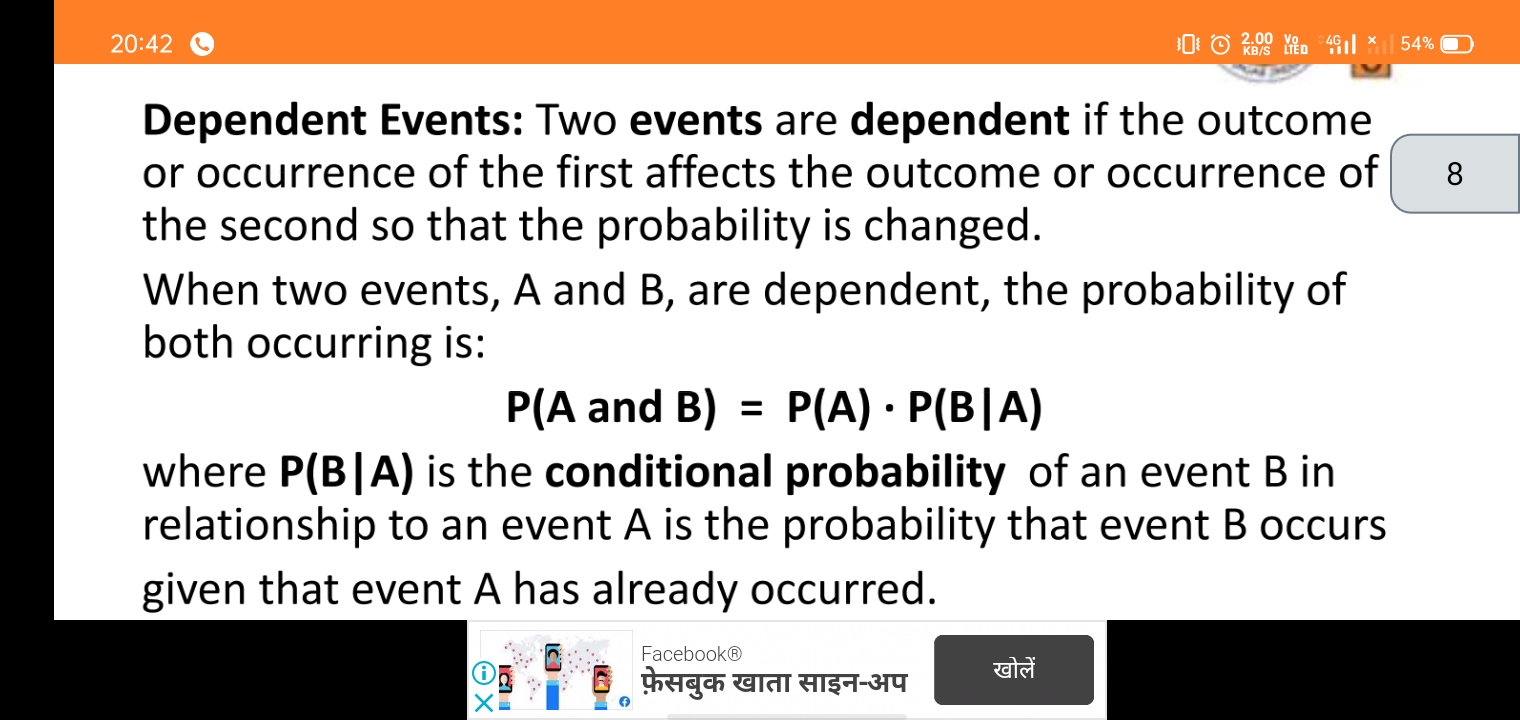 20:42
2.00 KB/S Vo LTE 4G 54%
Dependent Events: Two events are dependent if the outcome
or occurrence of the first affects the outcome or occurrence of
8
the second so that the probability is changed.
When two events, A and B, are dependent, the probability of
both occurring is:
P(A and B) = P(A) · P(B|A)
where P(B|A) is the conditional probability of an event B in
relationship to an event A is the probability that event B occurs
given that event A has already occurred.
Facebook®
फ़ेसबुक खाता साइन-अप
खोलें